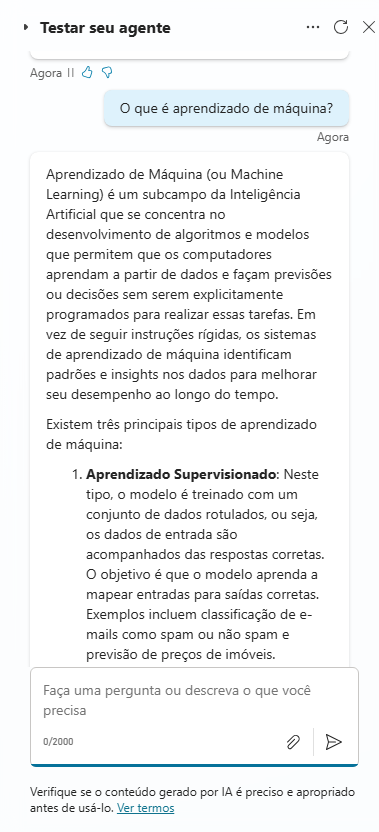 Testar seu agente
Agora
O que é aprendizado de máquina?
Agora
Aprendizado de Máquina (ou Machine
Learning) é um subcampo da Inteligência
Artificial que se concentra no
desenvolvimento de algoritmos e modelos
que permitem que os computadores
aprendam a partir de dados e façam previsões
ou decisões sem serem explicitamente
programados para realizar essas tarefas. Em
vez de seguir instruções rígidas, os sistemas
de aprendizado de máquina identificam
padrões e insights nos dados para melhorar
seu desempenho ao longo do tempo.
Existem três principais tipos de aprendizado
de máquina:
1. Aprendizado Supervisionado: Neste
tipo, o modelo é treinado com um
conjunto de dados rotulados, ou seja,
os dados de entrada são
acompanhados das respostas corretas.
O objetivo é que o modelo aprenda a
mapear entradas para saídas corretas.
Exemplos incluem classificação de e-
mails como spam ou não spam e
previsão de preços de imóveis.
Faça uma pergunta ou descreva o que você
precisa
0/2000
Verifique se o conteúdo gerado por IA é preciso e apropriado
antes de usá-lo. Ver termos